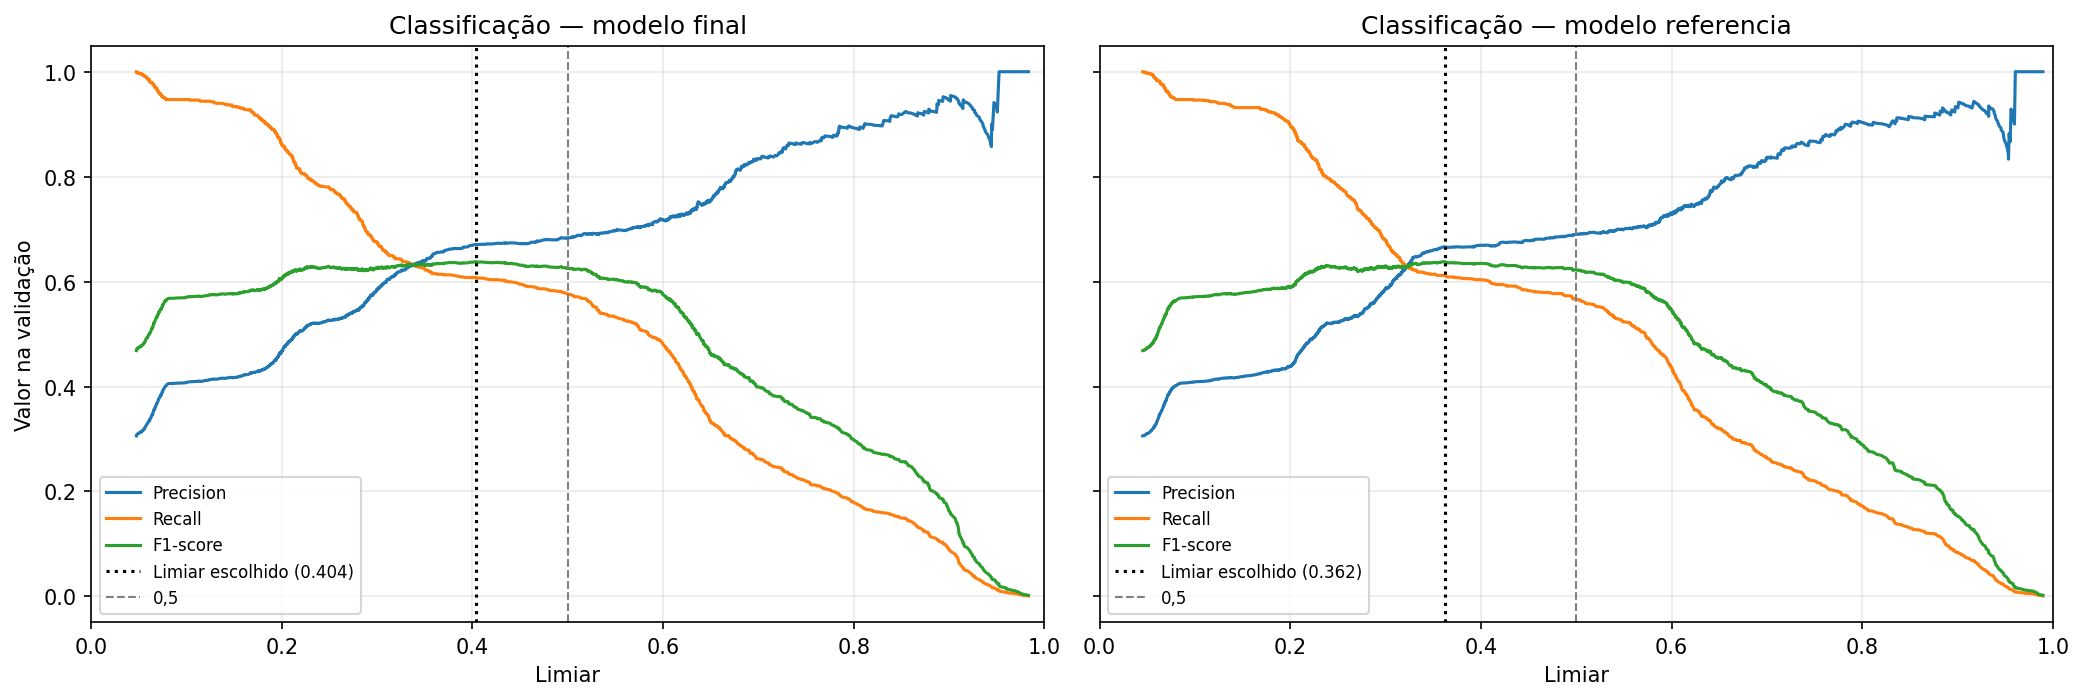 Classificação — modelo final
Valor na validação
1.0
0.8
0.6
0.4
0.2
0.0
Precision
Recall
F1-score
Limiar escolhido (0.404)
0,5
0.0 0.2 0.4 0.6 0.8 1.0
Limiar
Classificação — modelo referencia
Precision
Recall
F1-score
Limiar escolhido (0.362)
0,5
0.0 0.2 0.4 0.6 0.8 1.0
Limiar